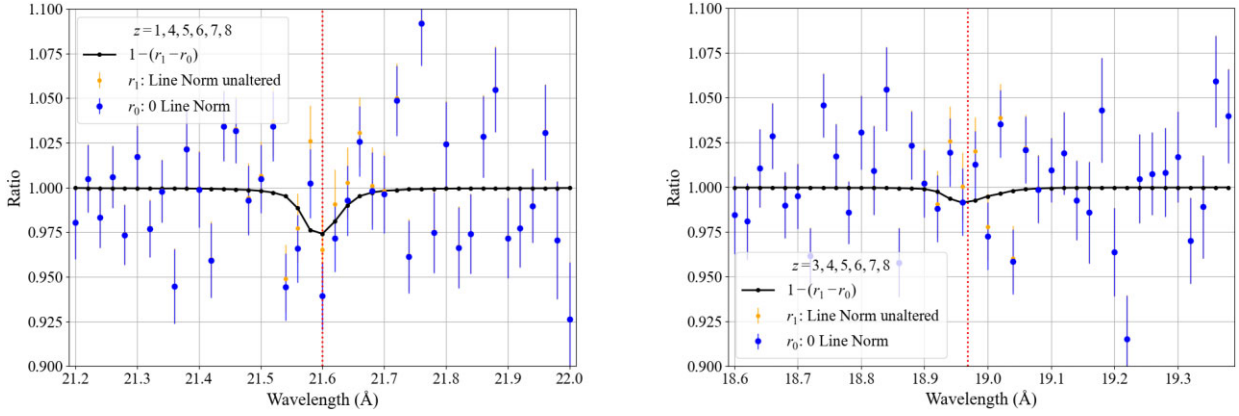 1.100
1.075
1.050
1.025
1.000
0.975
0.950
0.925
0.900
Ratio
z = 1, 4, 5, 6, 7, 8
1−(r₁−r₀)
r₁: Line Norm unaltered
r₀: 0 Line Norm
21.2 21.3 21.4 21.5 21.6 21.7 21.8 21.9 22.0
Wavelength (Å)
1.100
1.075
1.050
1.025
1.000
0.975
0.950
0.925
0.900
Ratio
z = 3, 4, 5, 6, 7, 8
1−(r₁−r₀)
r₁: Line Norm unaltered
r₀: 0 Line Norm
18.6 18.7 18.8 18.9 19.0 19.1 19.2 19.3
Wavelength (Å)